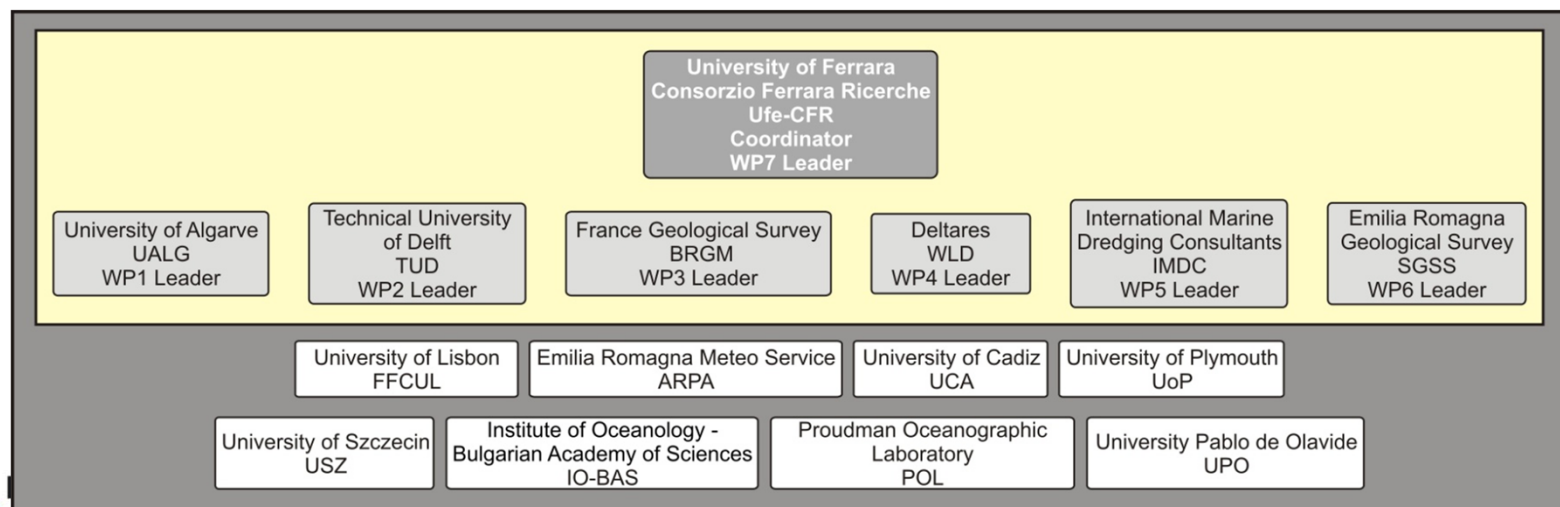 University of Ferrara
Consorzio Ferrara Ricerche
Ufe-CFR
Coordinator
WP7 Leader
University of Algarve
UALG
WP1 Leader
Technical University
of Delft
TUD
WP2 Leader
France Geological Survey
BRGM
WP3 Leader
Deltares
WLD
WP4 Leader
International Marine
Dredging Consultants
IMDC
WP5 Leader
Emilia Romagna
Geological Survey
SGSS
WP6 Leader
University of Lisbon
FFCUL
Emilia Romagna Meteo Service
ARPA
University of Cadiz
UCA
University of Plymouth
UoP
University of Szczecin
USZ
Institute of Oceanology -
Bulgarian Academy of Sciences
IO-BAS
Proudman Oceanographic
Laboratory
POL
University Pablo de Olavide
UPO